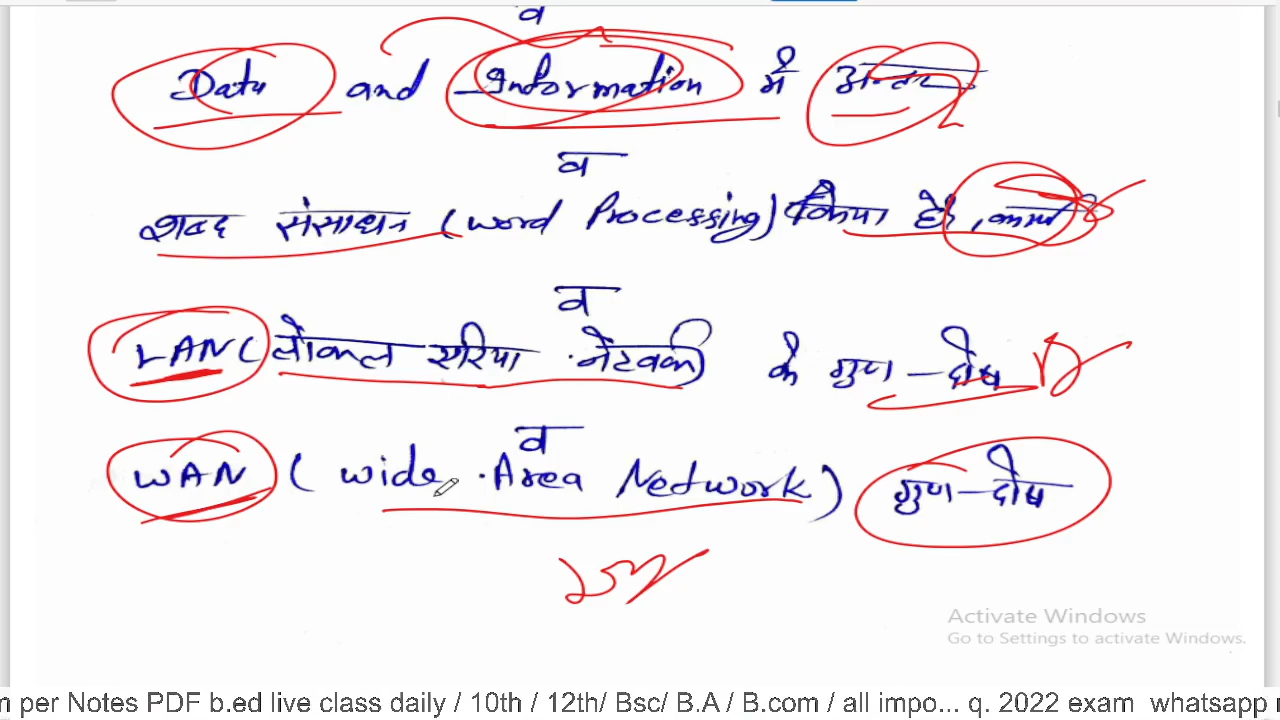 व
Data and Information में अन्तर
व
शब्द संसाधन (word Processing) किया है, कार्य
व
LAN (लोकल एरिया नेटवर्क) के गुण-दोष
व
WAN (wide Area Network) गुण-दोष
Activate Windows
Go to Settings to activate Windows.
per Notes PDF b.ed live class daily / 10th / 12th/ Bsc/ B.A / B.com / all impo... q. 2022 exam whatsapp